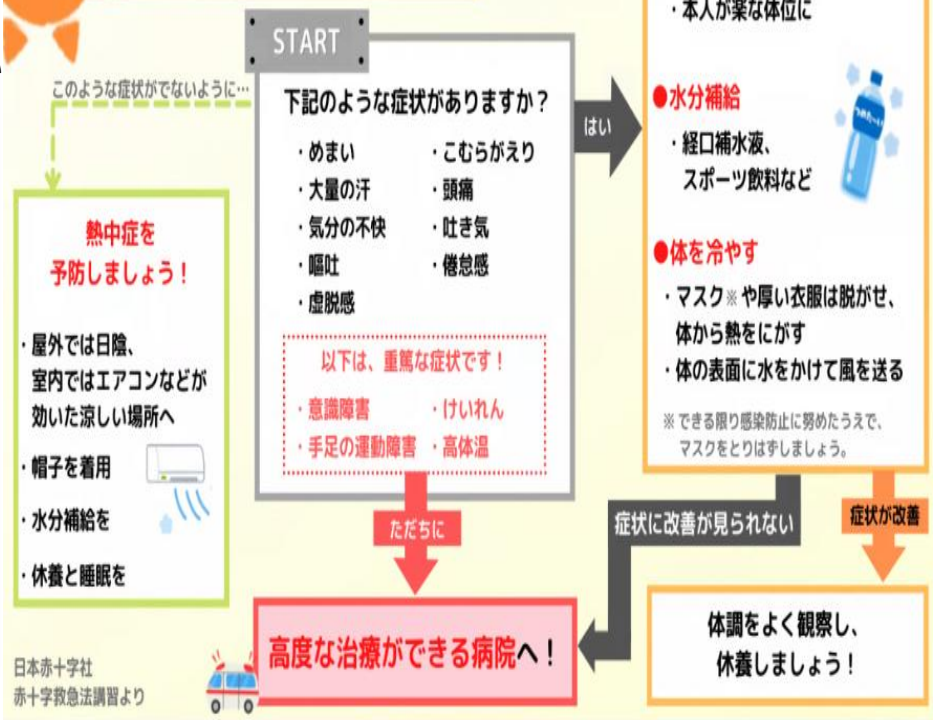 START
このような症状がでないように…
下記のような症状がありますか？
・めまい
・大量の汗
・気分の不快
・嘔吐
・虚脱感
・こむらがえり
・頭痛
・吐き気
・倦怠感
以下は、重篤な症状です！
・意識障害
・手足の運動障害
・けいれん
・高体温
はい
・本人が楽な体位に
●水分補給
・経口補水液、
スポーツ飲料など
つめた〜い
●体を冷やす
・マスク※や厚い衣服は脱がせ、
体から熱をにがす
・体の表面に水をかけて風を送る
※できる限り感染防止に努めたうえで、
マスクをとりはずしましょう。
熱中症を
予防しましょう！
・屋外では日陰、
室内ではエアコンなどが
効いた涼しい場所へ
・帽子を着用
・水分補給を
・休養と睡眠を
ただちに
症状に改善が見られない
症状が改善
高度な治療ができる病院へ！
体調をよく観察し、
休養しましょう！
日本赤十字社
赤十字救急法講習より